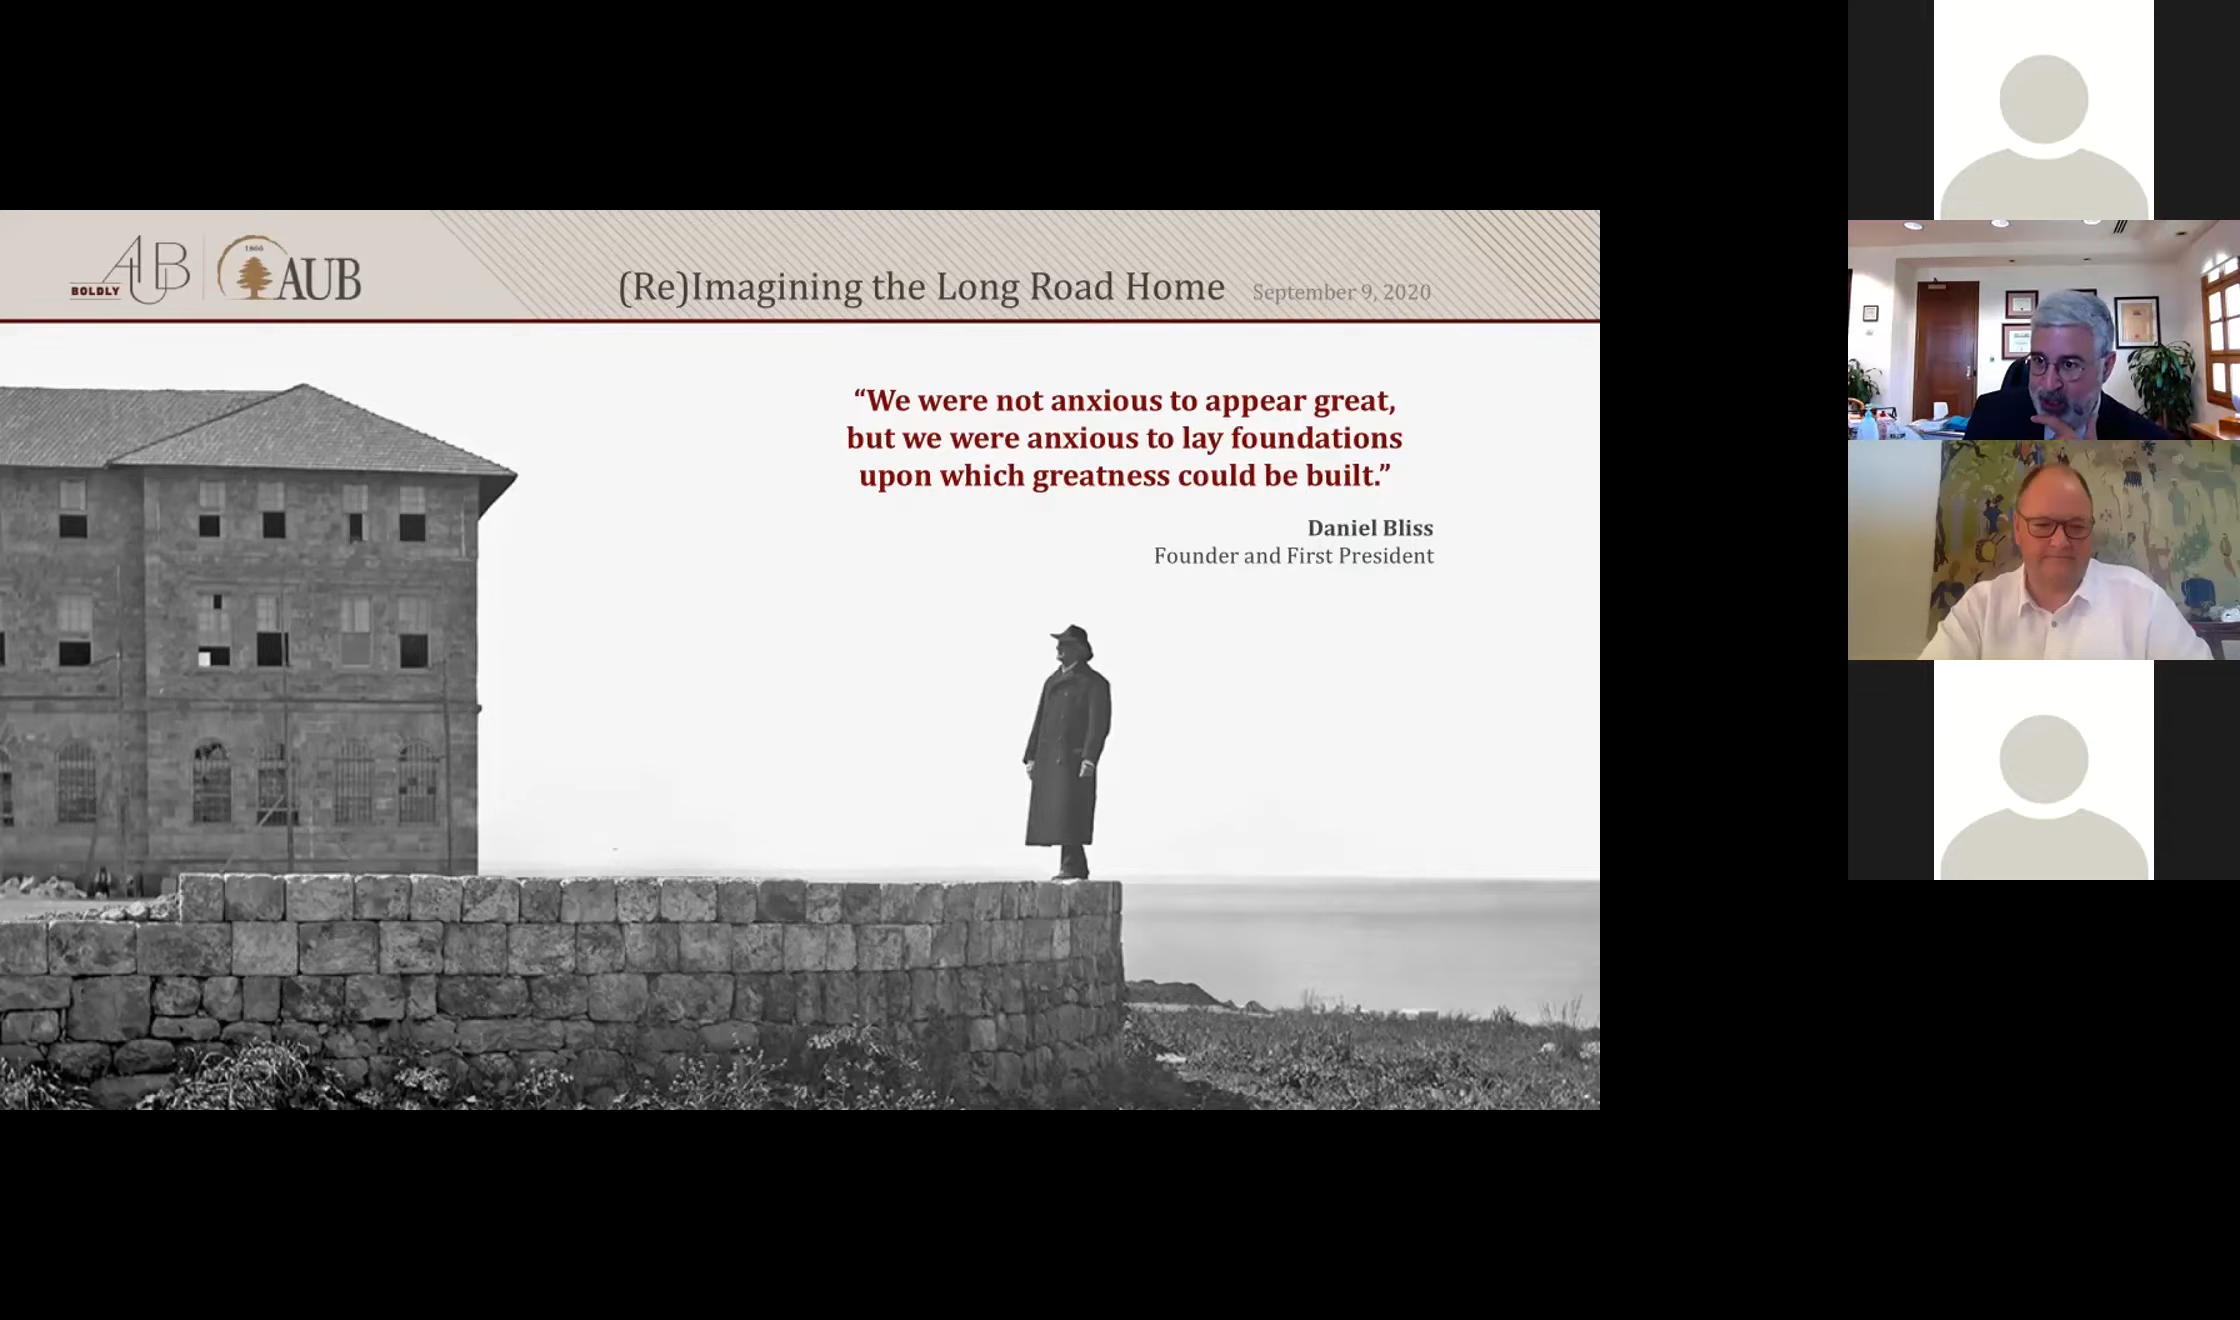 BOLDLY
AUB
1866
AUB
(Re)Imagining the Long Road Home
September 9, 2020
“We were not anxious to appear great,
but we were anxious to lay foundations
upon which greatness could be built.”
Daniel Bliss
Founder and First President